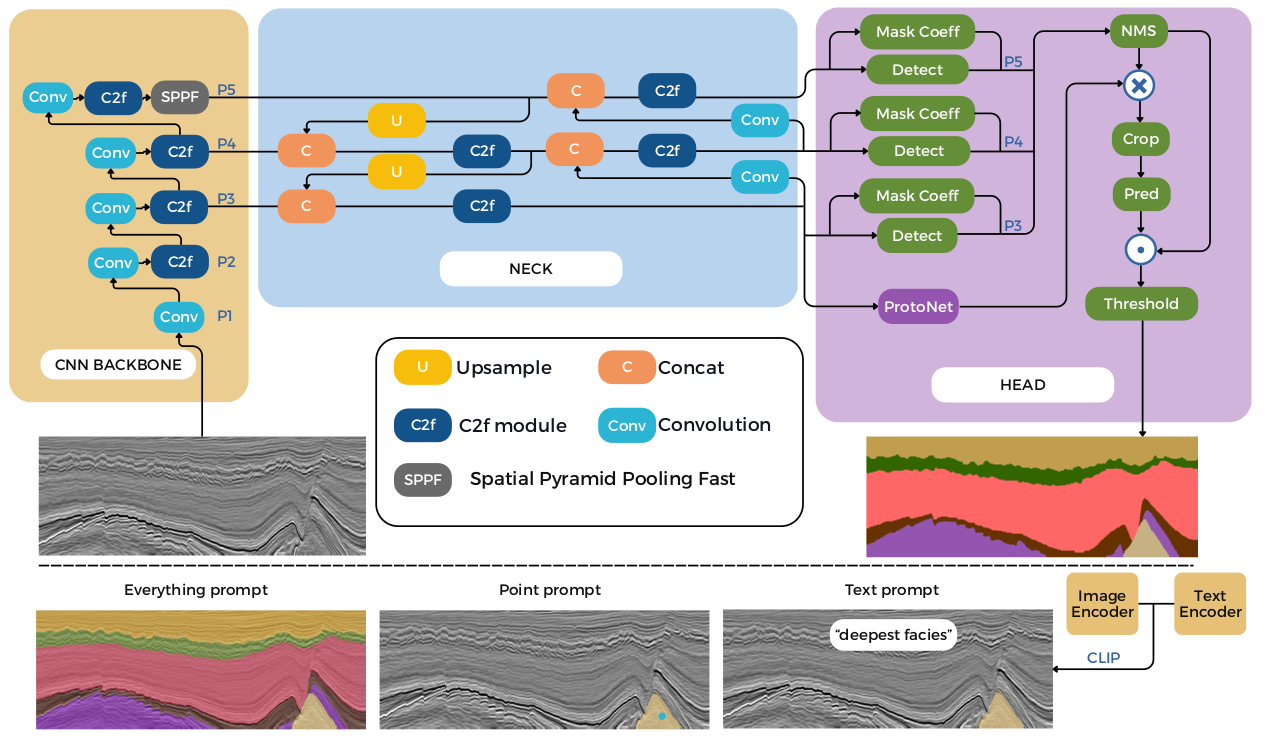 Conv
C2f
SPPF
P5
Conv
C2f
P4
Conv
C2f
P3
Conv
C2f
P2
Conv
P1
CNN BACKBONE
C
C2f
U
Conv
C
C2f
C
C2f
U
Conv
C
C2f
NECK
Mask Coeff
Detect
P5
Mask Coeff
Detect
P4
Mask Coeff
Detect
P3
ProtoNet
NMS
Crop
Pred
Threshold
HEAD
U Upsample
C Concat
C2f C2f module
Conv Convolution
SPPF Spatial Pyramid Pooling Fast
Everything prompt
Point prompt
Text prompt
“deepest facies”
Image
Encoder
Text
Encoder
CLIP